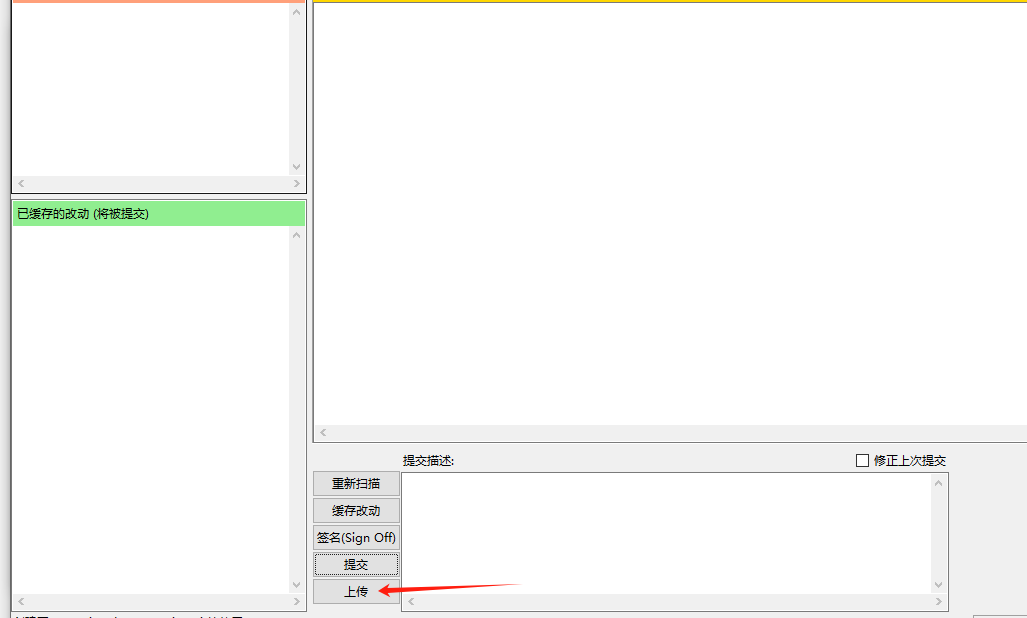 已缓存的改动 (将被提交)
提交描述:
修正上次提交
重新扫描
缓存改动
签名(Sign Off)
提交
上传